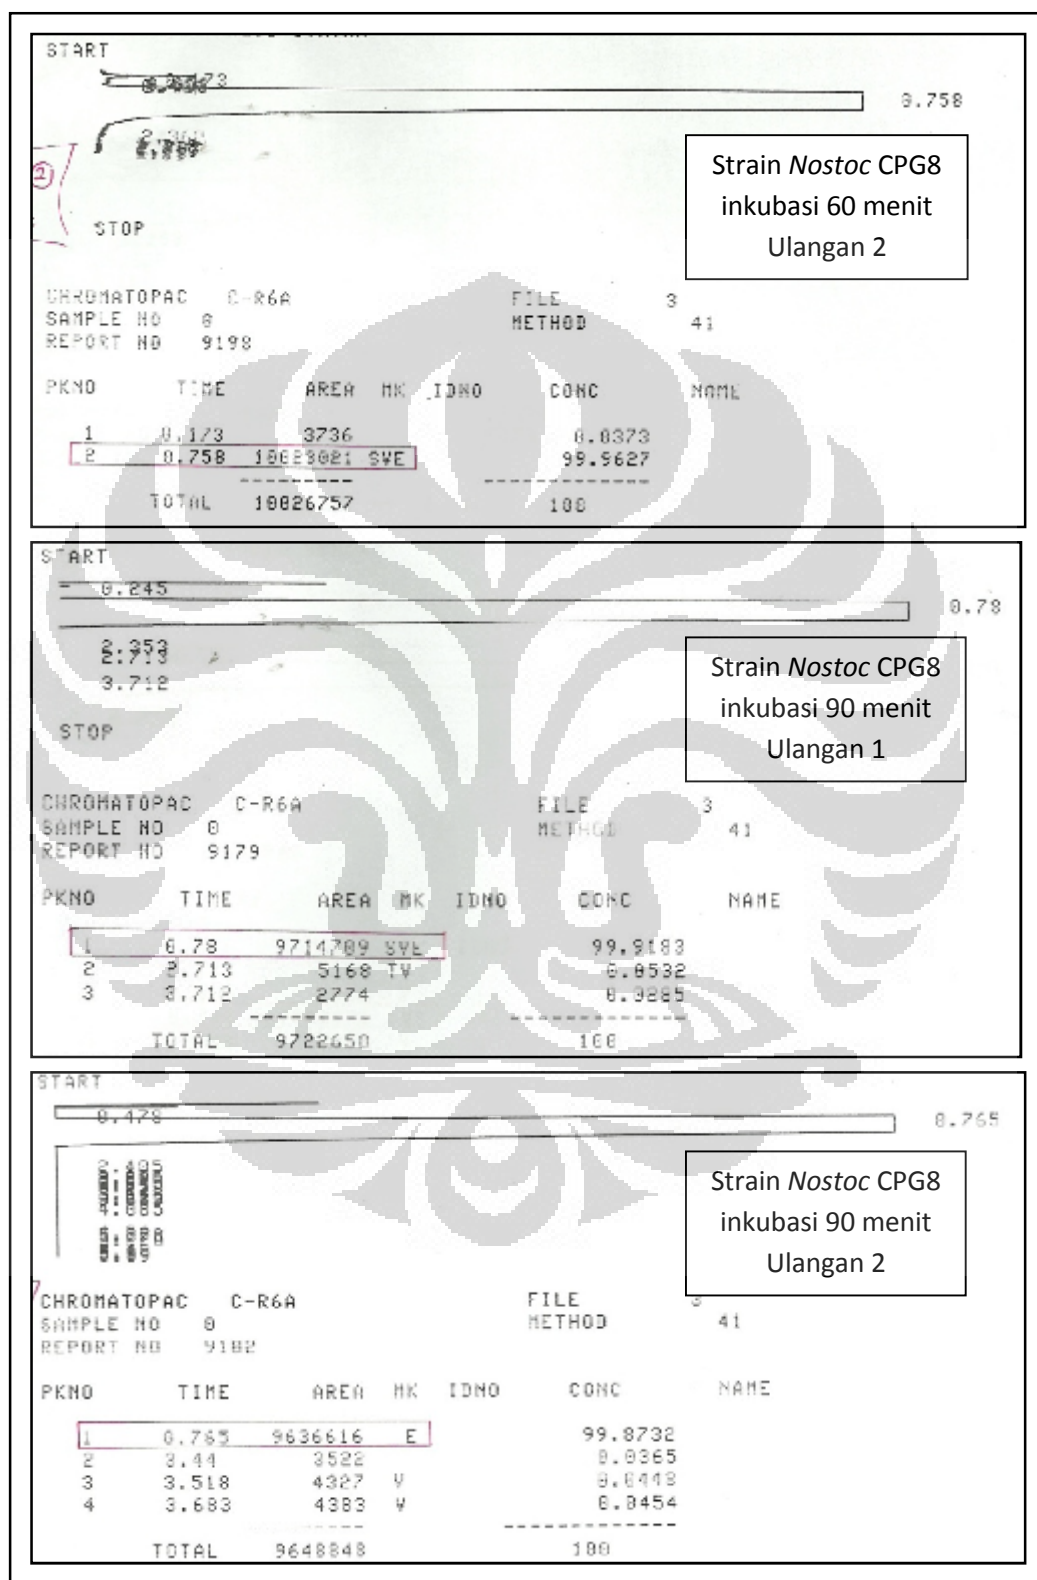 START
0.758
②
STOP
Strain Nostoc CPG8
inkubasi 60 menit
Ulangan 2
CHROMATOPAC C-R6A FILE 3
SAMPLE NO 0 METHOD 41
REPORT NO 9198
PKNO TIME AREA MK IDNO CONC NAME
1 0.173 3736 0.0373
2 0.758 10023021 SVE 99.9627
TOTAL 10026757 100
START
0.245
0.78
2.353
2.713
3.712
STOP
Strain Nostoc CPG8
inkubasi 90 menit
Ulangan 1
CHROMATOPAC C-R6A FILE 3
SAMPLE NO 0 METHOD 41
REPORT NO 9179
PKNO TIME AREA MK IDNO CONC NAME
1 0.78 9714709 SVE 99.9183
2 2.713 5168 TV 0.0532
3 3.712 2774 0.0285
TOTAL 9722650 100
START
0.478
0.765
Strain Nostoc CPG8
inkubasi 90 menit
Ulangan 2
CHROMATOPAC C-R6A FILE 3
SAMPLE NO 0 METHOD 41
REPORT NO 9182
PKNO TIME AREA MK IDNO CONC NAME
1 0.765 9636616 E 99.8732
2 3.44 3522 0.0365
3 3.518 4327 V 0.0448
4 3.683 4383 V 0.0454
TOTAL 9648848 100